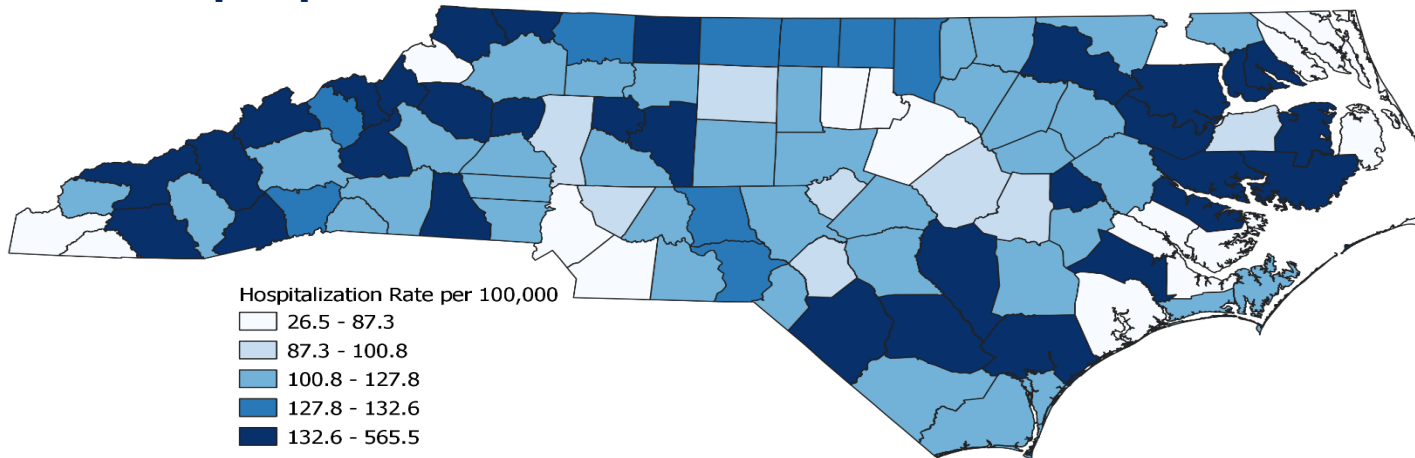 Hospitalization Rate per 100,000
26.5 - 87.3
87.3 - 100.8
100.8 - 127.8
127.8 - 132.6
132.6 - 565.5